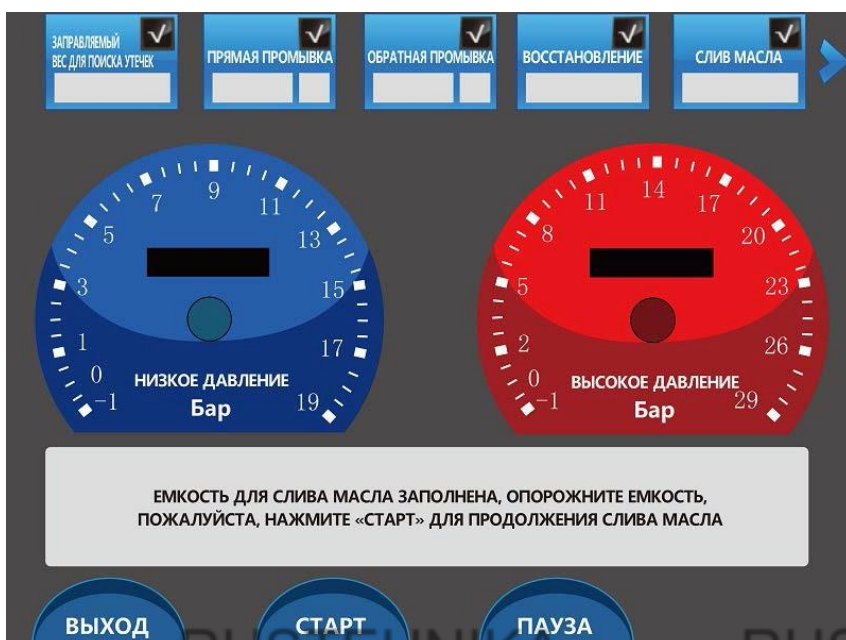 ЗАПРАВЛЯЕМЫЙ
ВЕС ДЛЯ ПОИСКА УТЕЧЕК
ПРЯМАЯ ПРОМЫВКА
ОБРАТНАЯ ПРОМЫВКА
ВОССТАНОВЛЕНИЕ
СЛИВ МАСЛА
-1 0 1 3 5 7 9 11 13 15 17 19
НИЗКОЕ ДАВЛЕНИЕ
Бар
-1 0 2 5 8 11 14 17 20 23 26 29
ВЫСОКОЕ ДАВЛЕНИЕ
Бар
ЕМКОСТЬ ДЛЯ СЛИВА МАСЛА ЗАПОЛНЕНА, ОПОРОЖНИТЕ ЕМКОСТЬ,
ПОЖАЛУЙСТА, НАЖМИТЕ «СТАРТ» ДЛЯ ПРОДОЛЖЕНИЯ СЛИВА МАСЛА
ВЫХОД
СТАРТ
ПАУЗА